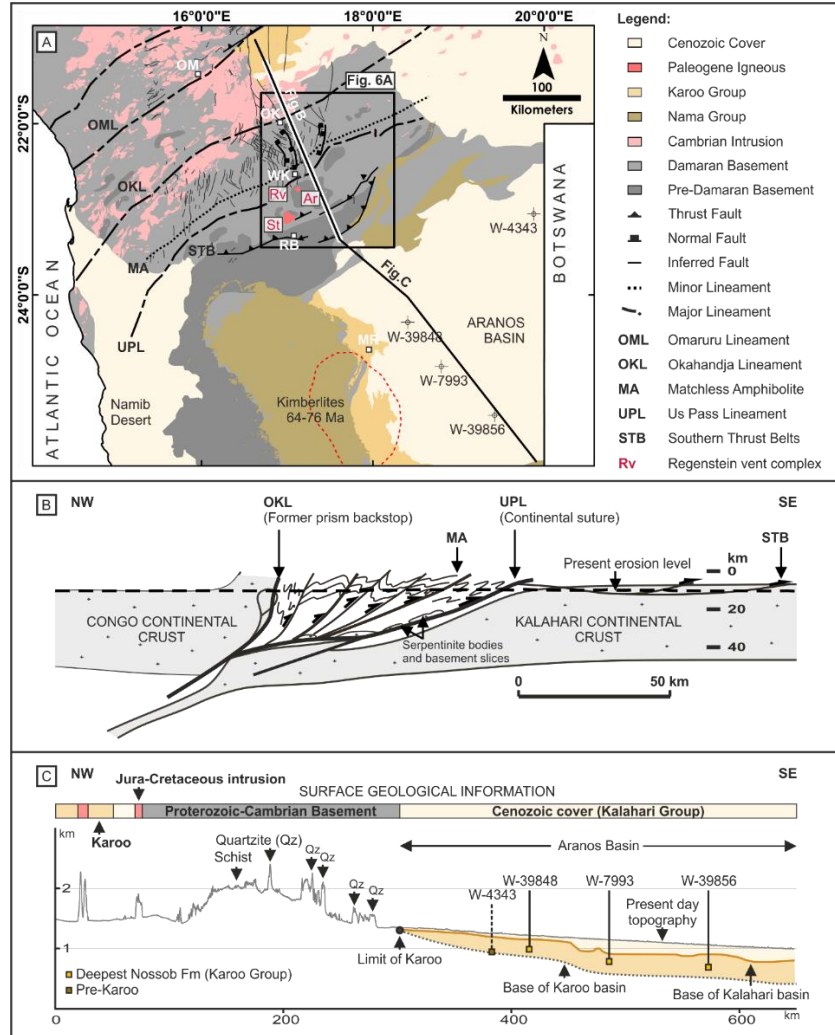 A
16°0'0"
18°0'0"
20°0'0"
22°0'0"S
24°0'0"S
N
100
Kilometers
Fig. 6A
Fig.B
Fig.C
OM
OML
OK
OKL
WK
Rv
Ar
St
RB
STB
MA
UPL
MR
W-4343
W-39848
W-7993
W-39856
ARANOS
BASIN
BOTSWANA
ATLANTIC OCEAN
Namib
Desert
Kimberlites
64-76 Ma
Legend:
Cenozoic Cover
Paleogene Igneous
Karoo Group
Nama Group
Cambrian Intrusion
Damaran Basement
Pre-Damaran Basement
Thrust Fault
Normal Fault
Inferred Fault
Minor Lineament
Major Lineament
OML Omaruru Lineament
OKL Okahandja Lineament
MA Matchless Amphibolite
UPL Us Pass Lineament
STB Southern Thrust Belts
Rv Regenstein vent complex
B
NW
SE
OKL
(Former prism backstop)
MA
UPL
(Continental suture)
STB
Present erosion level
km
0
20
40
CONGO CONTINENTAL
CRUST
KALAHARI CONTINENTAL
CRUST
Serpentinite bodies
and basement slices
0
50 km
C
NW
SE
Jura-Cretaceous intrusion
SURFACE GEOLOGICAL INFORMATION
Proterozoic-Cambrian Basement
Cenozoic cover (Kalahari Group)
km
Karoo
Quartzite (Qz)
Schist
Qz
Qz
Qz
Qz
Aranos Basin
W-4343
W-39848
W-7993
W-39856
Present day
topography
2
1
Limit of Karoo
Base of Karoo basin
Base of Kalahari basin
Deepest Nossob Fm (Karoo Group)
Pre-Karoo
0
200
400
600
km